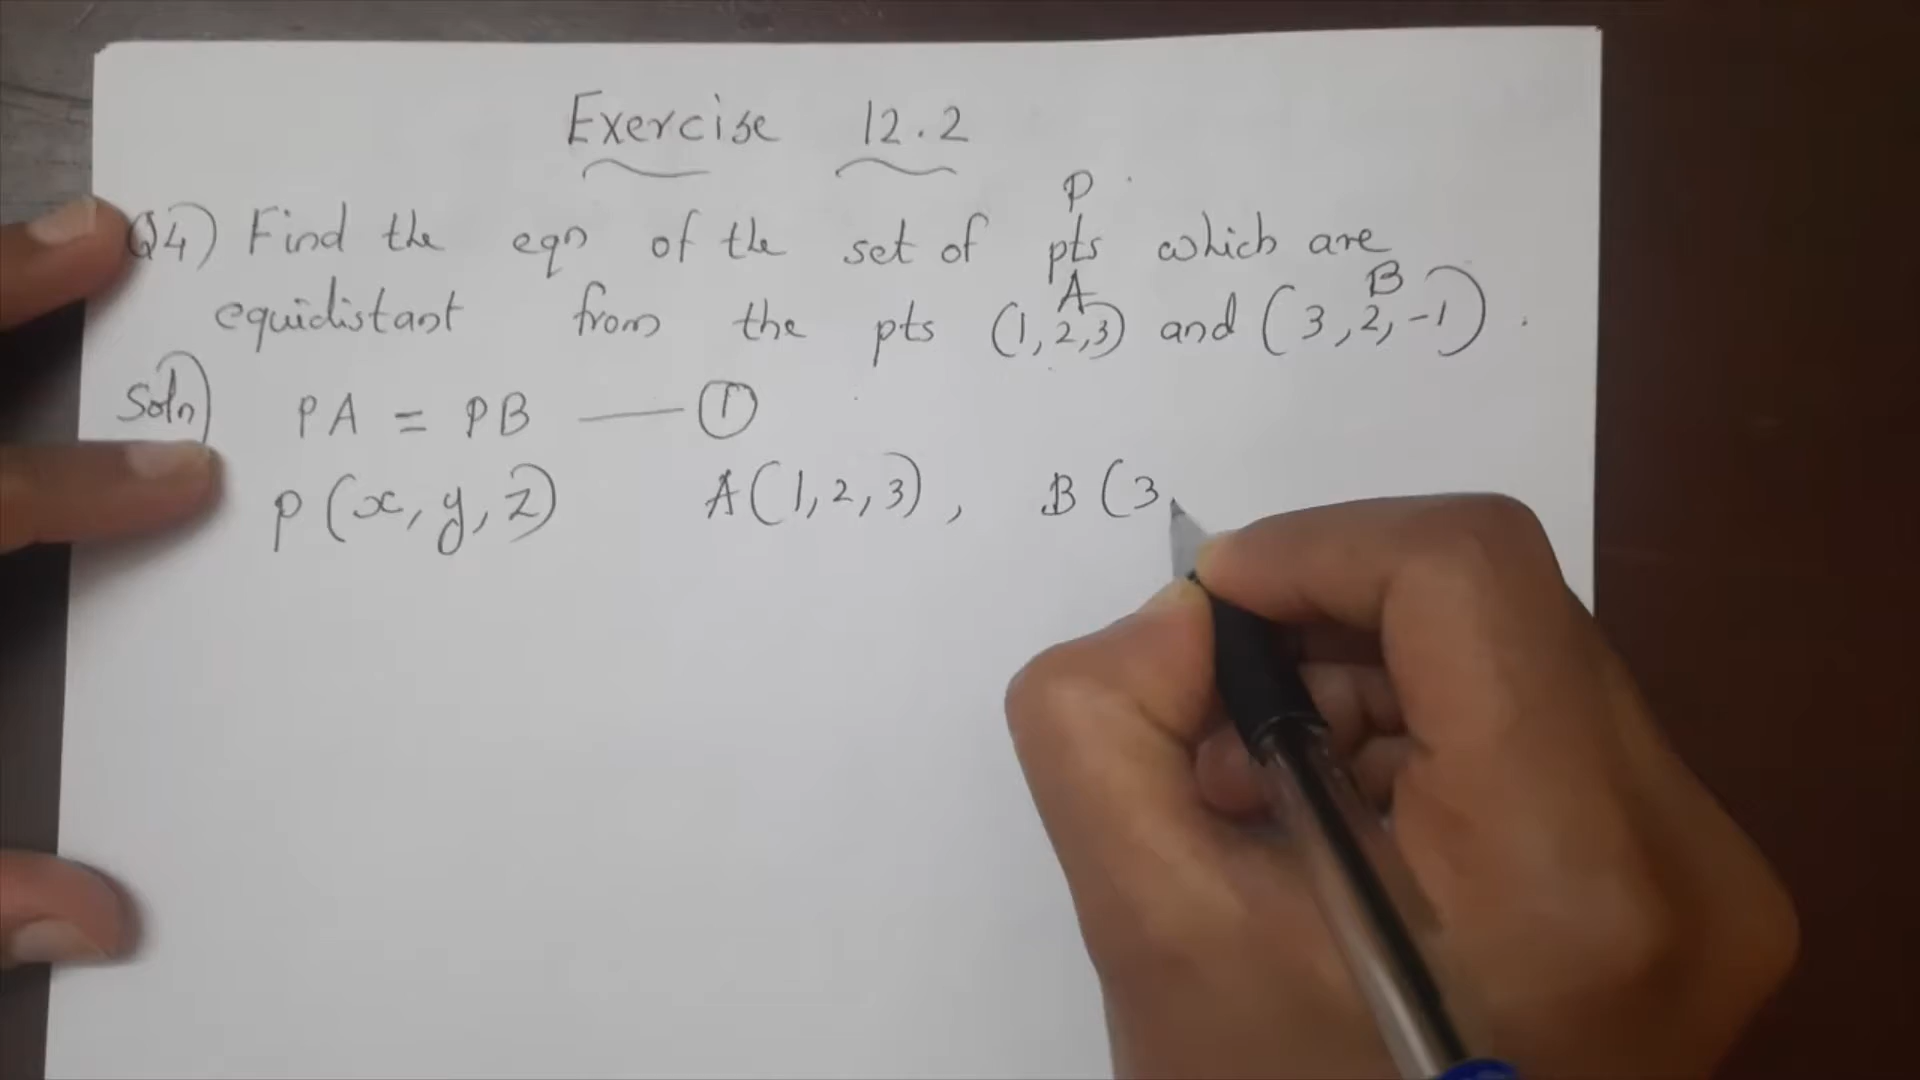 Exercise 12.2
P
Q4) Find the eqn of the set of pts which are
A B
equidistant from the pts (1,2,3) and (3,2,-1).
Soln) PA = PB —— ①
P(x,y,z) A(1,2,3), B(3,